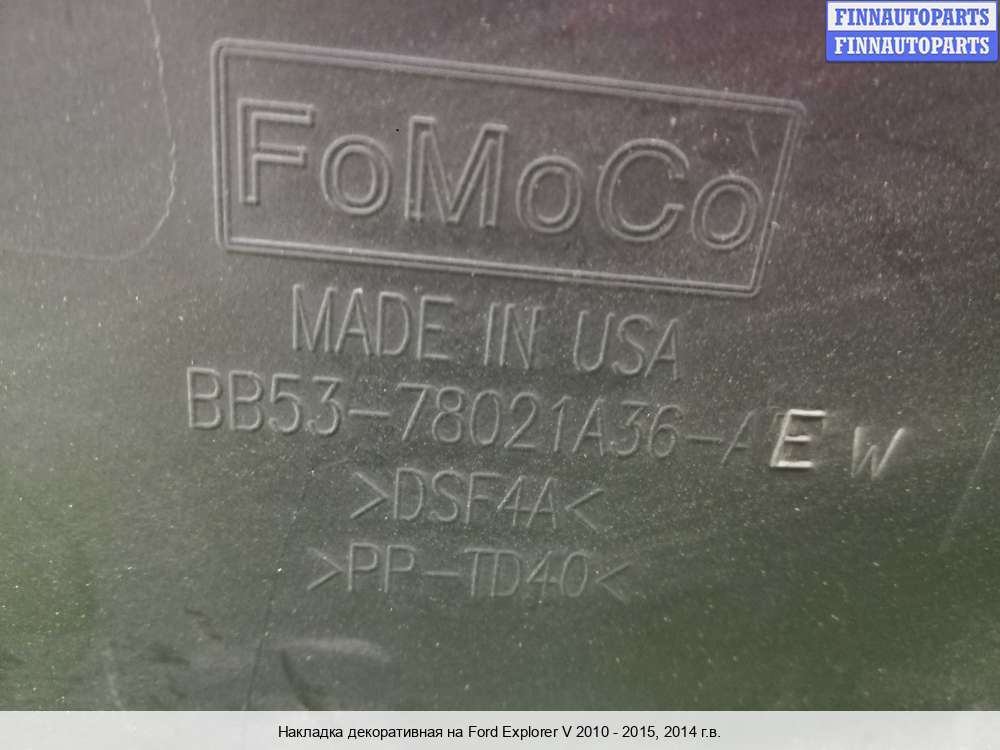 FINNAUTOPARTS
FINNAUTOPARTS
FoMoCo
MADE IN USA
BB53-78021A36-AEW
>DSF4A<
>PP-TD40<
Накладка декоративная на Ford Explorer V 2010 - 2015, 2014 г.в.